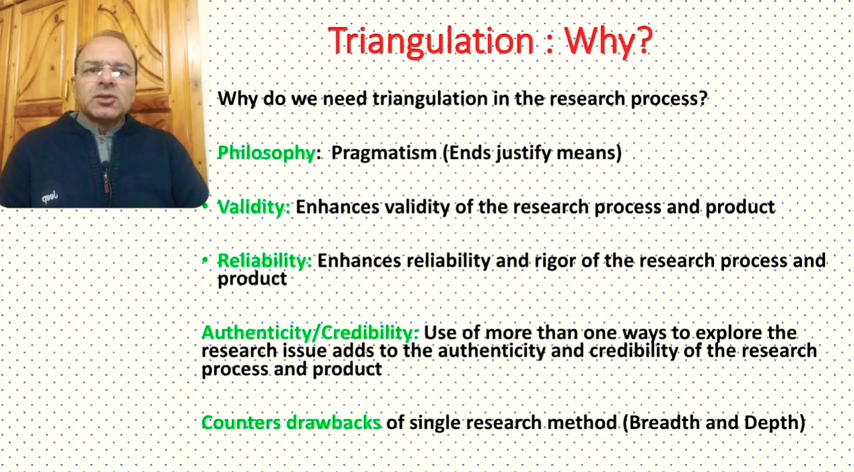 Triangulation : Why?
Why do we need triangulation in the research process?
Philosophy: Pragmatism (Ends justify means)
• Validity: Enhances validity of the research process and product
• Reliability: Enhances reliability and rigor of the research process and
product
Authenticity/Credibility: Use of more than one ways to explore the
research issue adds to the authenticity and credibility of the research
process and product
Counters drawbacks of single research method (Breadth and Depth)